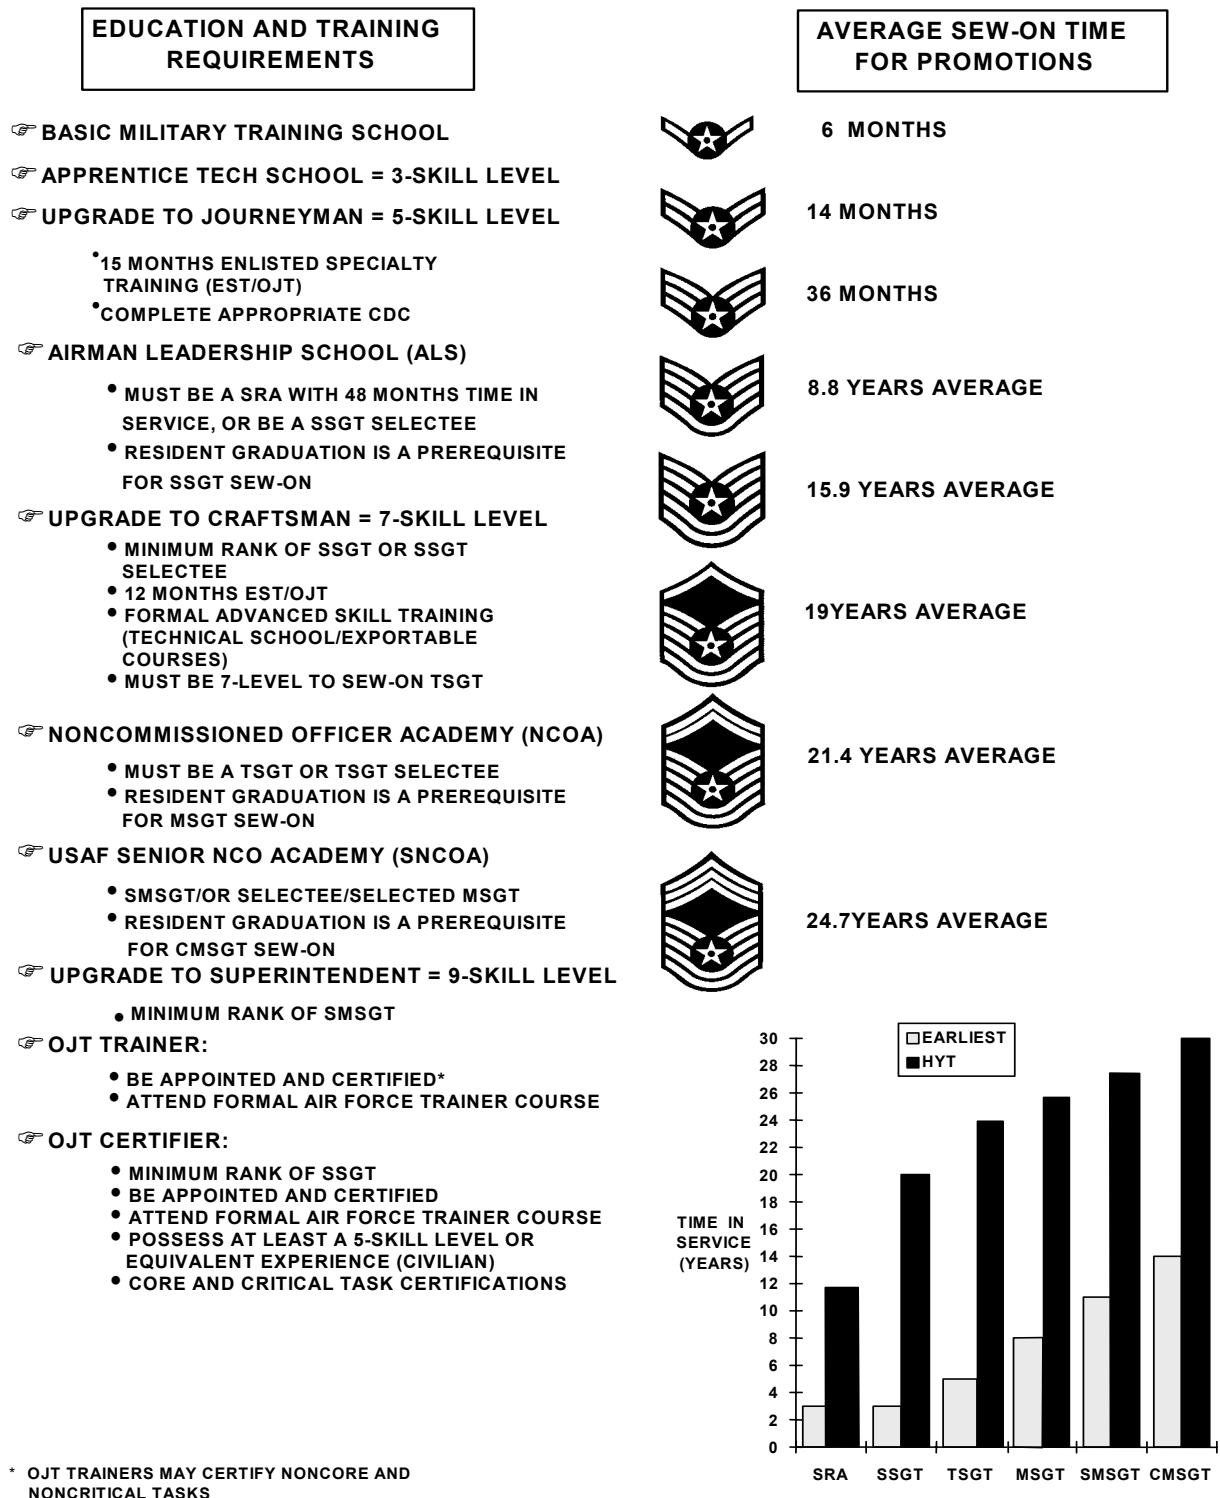 EDUCATION AND TRAINING
REQUIREMENTS
BASIC MILITARY TRAINING SCHOOL
APPRENTICE TECH SCHOOL = 3-SKILL LEVEL
UPGRADE TO JOURNEYMAN = 5-SKILL LEVEL
• 15 MONTHS ENLISTED SPECIALTY
TRAINING (EST/OJT)
• COMPLETE APPROPRIATE CDC
AIRMAN LEADERSHIP SCHOOL (ALS)
• MUST BE A SRA WITH 48 MONTHS TIME IN
SERVICE, OR BE A SSGT SELECTEE
• RESIDENT GRADUATION IS A PREREQUISITE
FOR SSGT SEW-ON
UPGRADE TO CRAFTSMAN = 7-SKILL LEVEL
• MINIMUM RANK OF SSGT OR SSGT
SELECTEE
• 12 MONTHS EST/OJT
• FORMAL ADVANCED SKILL TRAINING
(TECHNICAL SCHOOL/EXPORTABLE
COURSES)
• MUST BE 7-LEVEL TO SEW-ON TSGT
NONCOMMISSIONED OFFICER ACADEMY (NCOA)
• MUST BE A TSGT OR TSGT SELECTEE
• RESIDENT GRADUATION IS A PREREQUISITE
FOR MSGT SEW-ON
USAF SENIOR NCO ACADEMY (SNCOA)
• SMSGT/OR SELECTEE/SELECTED MSGT
• RESIDENT GRADUATION IS A PREREQUISITE
FOR CMSGT SEW-ON
UPGRADE TO SUPERINTENDENT = 9-SKILL LEVEL
• MINIMUM RANK OF SMSGT
OJT TRAINER:
• BE APPOINTED AND CERTIFIED*
• ATTEND FORMAL AIR FORCE TRAINER COURSE
OJT CERTIFIER:
• MINIMUM RANK OF SSGT
• BE APPOINTED AND CERTIFIED
• ATTEND FORMAL AIR FORCE TRAINER COURSE
• POSSESS AT LEAST A 5-SKILL LEVEL OR
EQUIVALENT EXPERIENCE (CIVILIAN)
• CORE AND CRITICAL TASK CERTIFICATIONS
* OJT TRAINERS MAY CERTIFY NONCORE AND
NONCRITICAL TASKS
AVERAGE SEW-ON TIME
FOR PROMOTIONS
6 MONTHS
14 MONTHS
36 MONTHS
8.8 YEARS AVERAGE
15.9 YEARS AVERAGE
19YEARS AVERAGE
21.4 YEARS AVERAGE
24.7YEARS AVERAGE
EARLIEST
HYT
30
28
26
24
22
20
18
16
14
12
10
8
6
4
2
0
TIME IN
SERVICE
(YEARS)
SRA SSGT TSGT MSGT SMSGT CMSGT